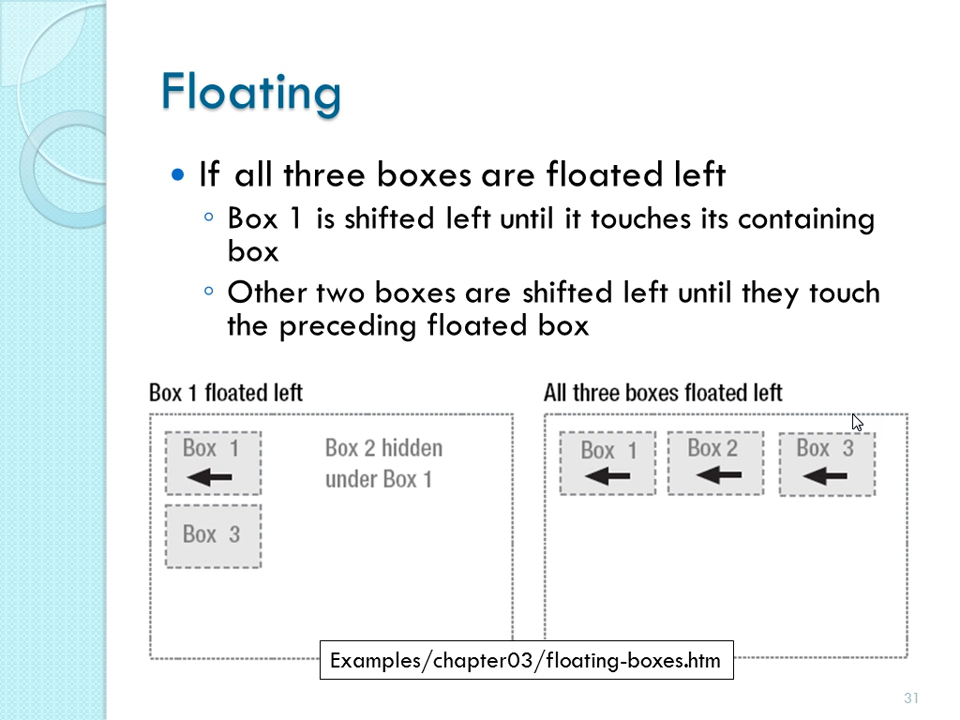 Floating
If all three boxes are floated left
Box 1 is shifted left until it touches its containing
box
Other two boxes are shifted left until they touch
the preceding floated box
Box 1 floated left
Box 1
Box 2 hidden
under Box 1
Box 3
All three boxes floated left
Box 1
Box 2
Box 3
Examples/chapter03/floating-boxes.htm
31